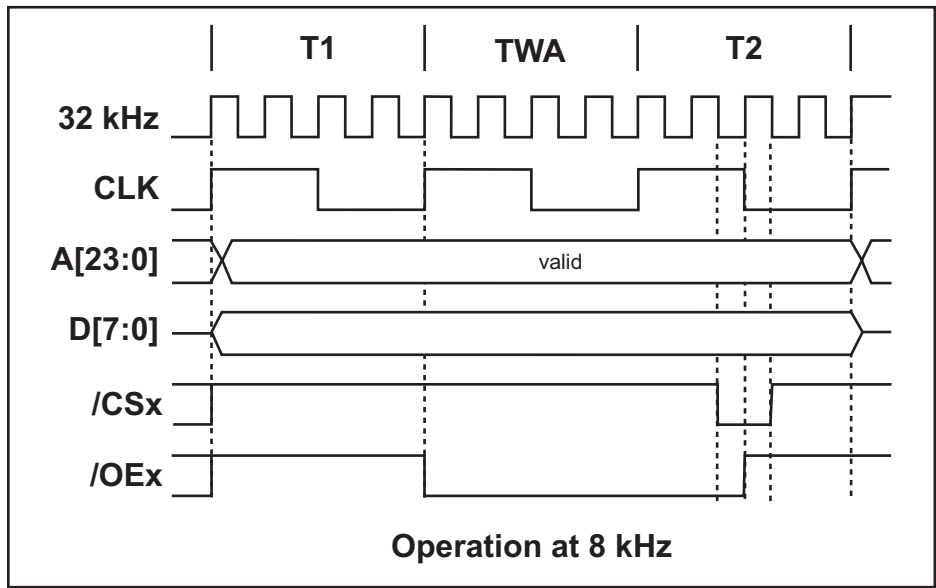 T1 TWA T2
32 kHz
CLK
A[23:0] valid
D[7:0]
/CSx
/OEx
Operation at 8 kHz